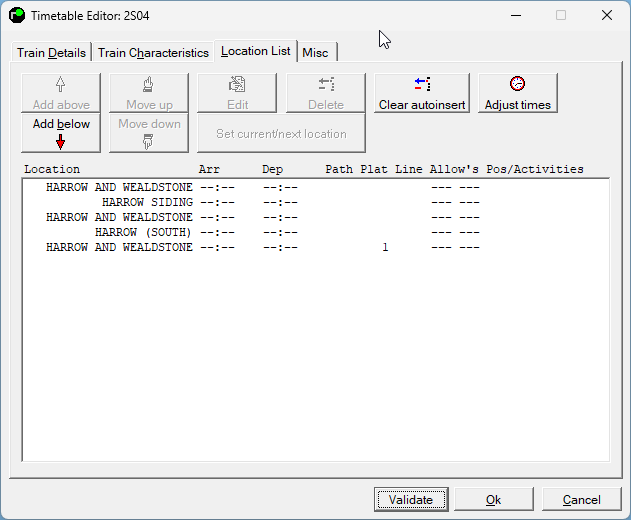 Timetable Editor: 2S04
Train Details Train Characteristics Location List Misc
Add above Move up Edit Delete Clear autoinsert Adjust times
Add below Move down Set current/next location
Location Arr Dep Path Plat Line Allow's Pos/Activities
HARROW AND WEALDSTONE --:-- --:-- --- ---
HARROW SIDING --:-- --:-- --- ---
HARROW AND WEALDSTONE --:-- --:-- --- ---
HARROW (SOUTH) --:-- --:-- --- ---
HARROW AND WEALDSTONE --:-- --:-- 1 --- ---
Validate Ok Cancel